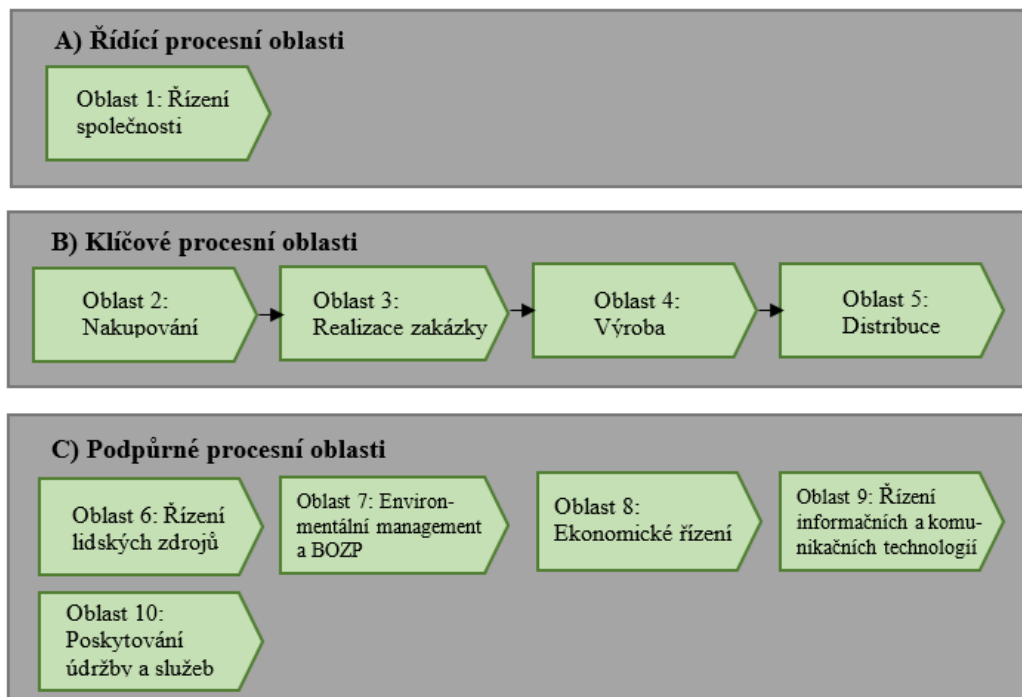 A) Řídící procesní oblasti
Oblast 1: Řízení
společnosti
B) Klíčové procesní oblasti
Oblast 2:
Nakupování
Oblast 3:
Realizace zakázky
Oblast 4:
Výroba
Oblast 5:
Distribuce
C) Podpůrné procesní oblasti
Oblast 6: Řízení
lidských zdrojů
Oblast 7: Environ-
mentální management
a BOZP
Oblast 8:
Ekonomické řízení
Oblast 9: Řízení
informačních a komu-
nikačních technologií
Oblast 10:
Poskytování
údržby a služeb